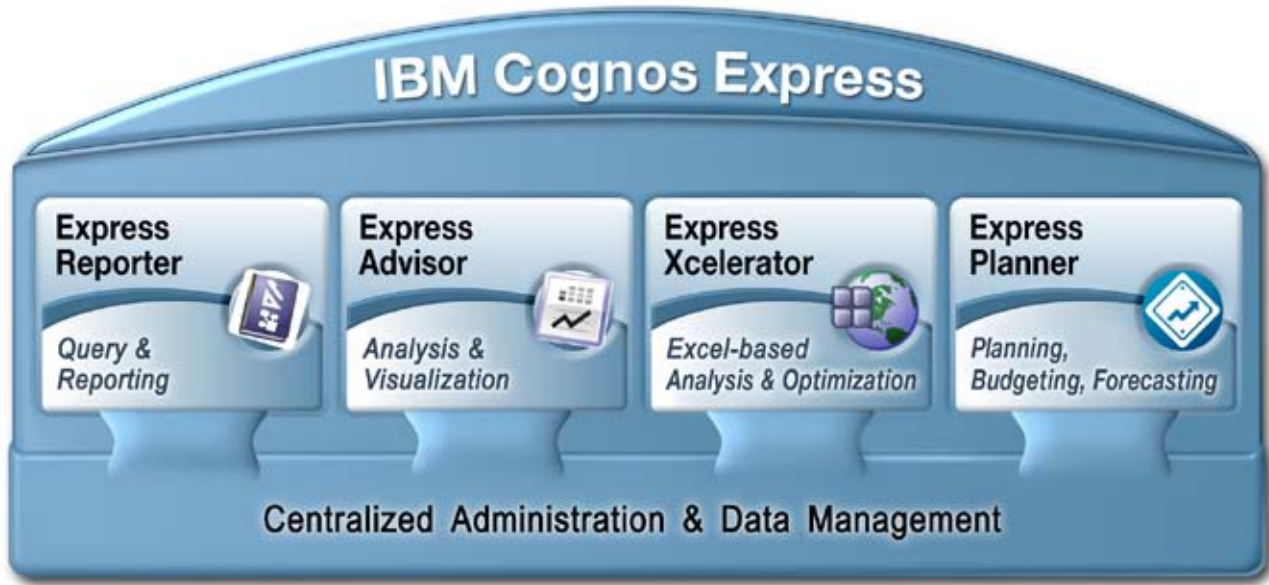 IBM Cognos Express
Express
Reporter
Query &
Reporting
Express
Advisor
Analysis &
Visualization
Express
Xcelerator
Excel-based
Analysis & Optimization
Express
Planner
Planning,
Budgeting, Forecasting
Centralized Administration & Data Management